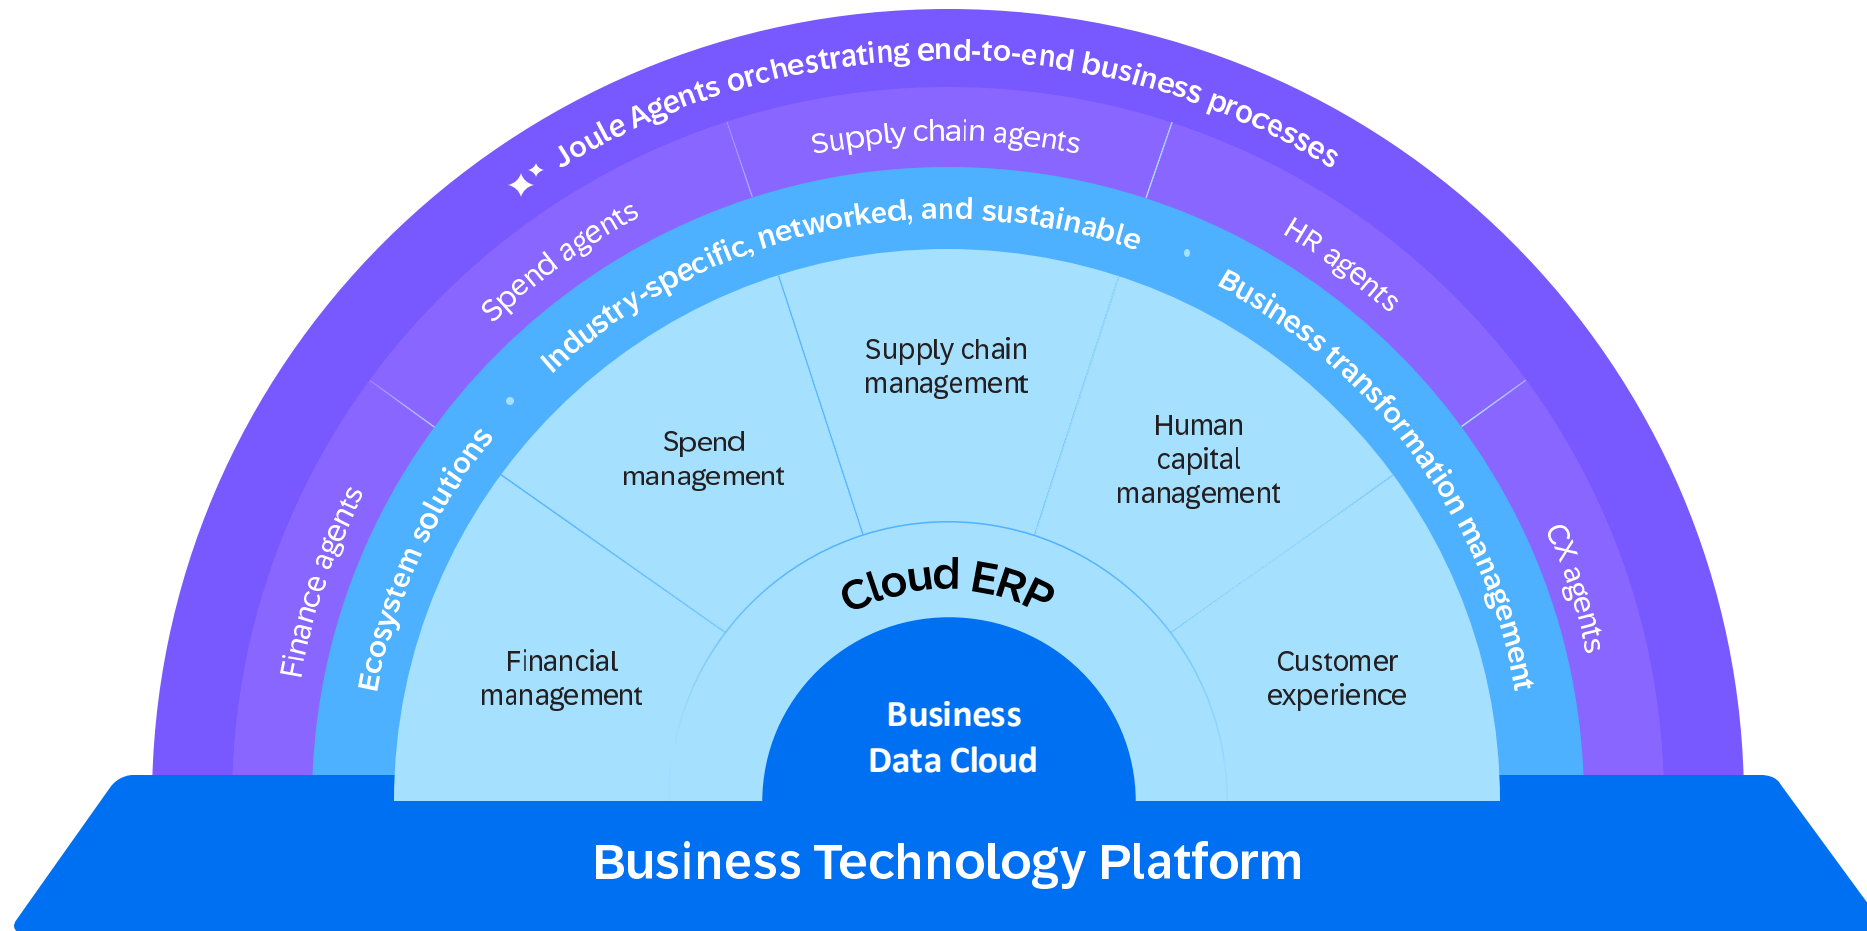 Joule Agents orchestrating end-to-end business processes
Finance agents
Spend agents
Supply chain agents
HR agents
CX agents
Ecosystem solutions • Industry-specific, networked, and sustainable • Business transformation management
Financial
management
Spend
management
Supply chain
management
Human
capital
management
Customer
experience
Cloud ERP
Business
Data Cloud
Business Technology Platform